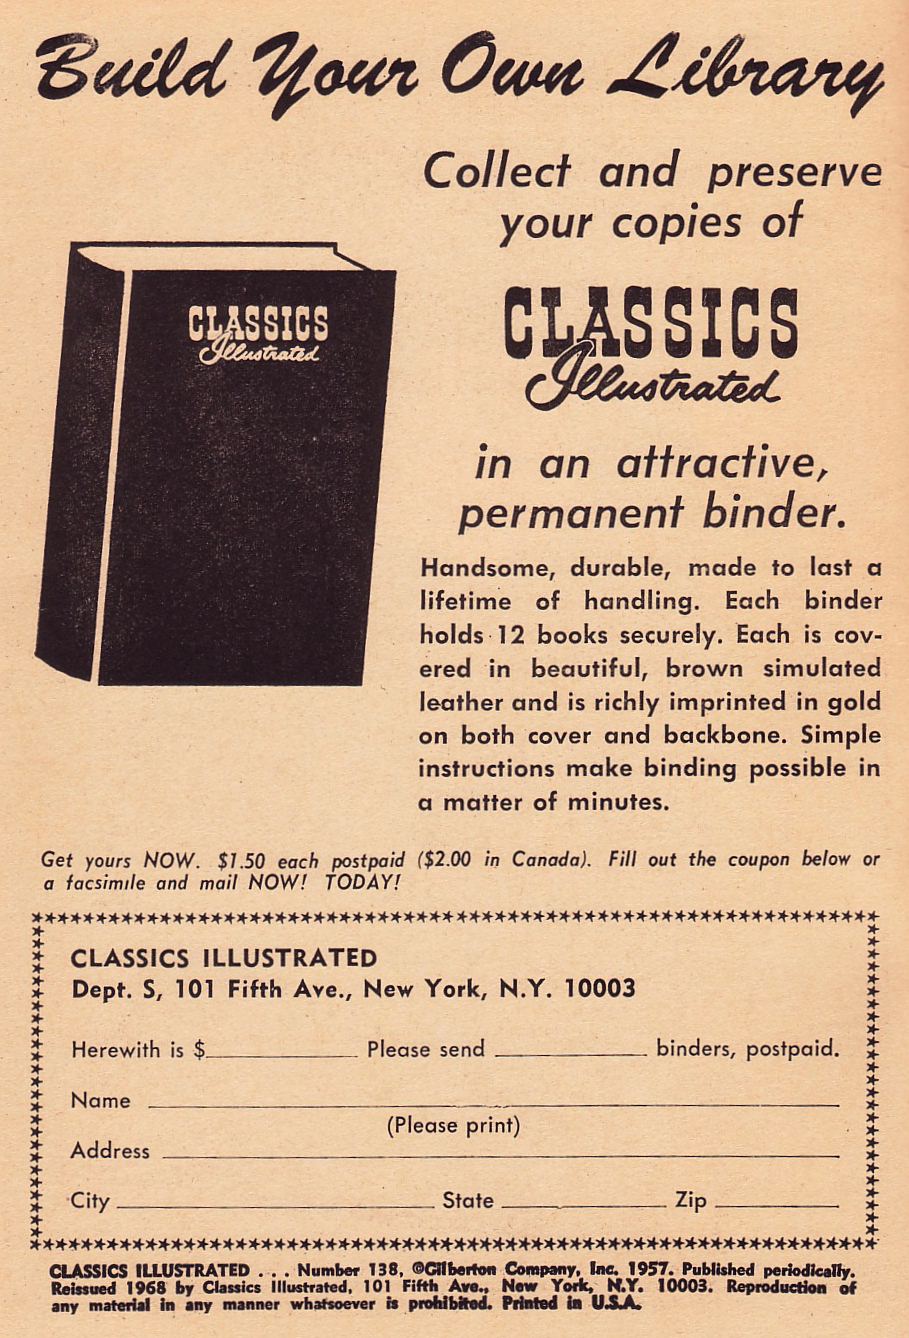 Build Your Own Library
Collect and preserve
your copies of
CLASSICS
Illustrated
CLASSICS
Illustrated
in an attractive,
permanent binder.
Handsome, durable, made to last a
lifetime of handling. Each binder
holds 12 books securely. Each is cov-
ered in beautiful, brown simulated
leather and is richly imprinted in gold
on both cover and backbone. Simple
instructions make binding possible in
a matter of minutes.
Get yours NOW. $1.50 each postpaid ($2.00 in Canada). Fill out the coupon below or
a facsimile and mail NOW! TODAY!
CLASSICS ILLUSTRATED
Dept. S, 101 Fifth Ave., New York, N.Y. 10003
Herewith is $ Please send binders, postpaid.
Name
(Please print)
Address
City State Zip
CLASSICS ILLUSTRATED . . . Number 138, ©Gilberton Company, Inc. 1957. Published periodically.
Reissued 1968 by Classics Illustrated, 101 Fifth Ave., New York, N.Y. 10003. Reproduction of
any material in any manner whatsoever is prohibited. Printed in U.S.A.